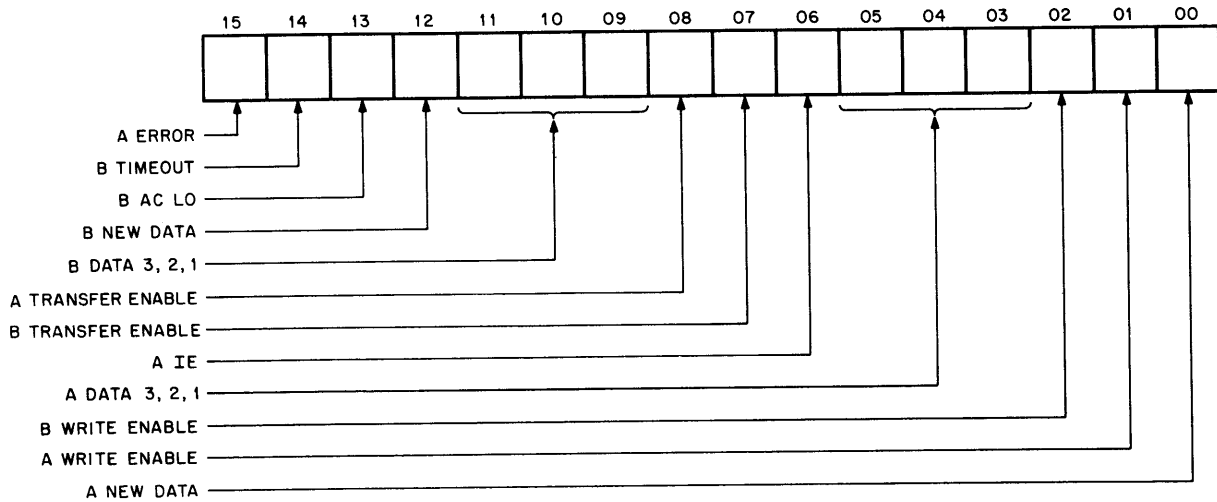 15 14 13 12 11 10 09 08 07 06 05 04 03 02 01 00
A ERROR
B TIMEOUT
B AC LO
B NEW DATA
B DATA 3, 2, 1
A TRANSFER ENABLE
B TRANSFER ENABLE
A IE
A DATA 3, 2, 1
B WRITE ENABLE
A WRITE ENABLE
A NEW DATA